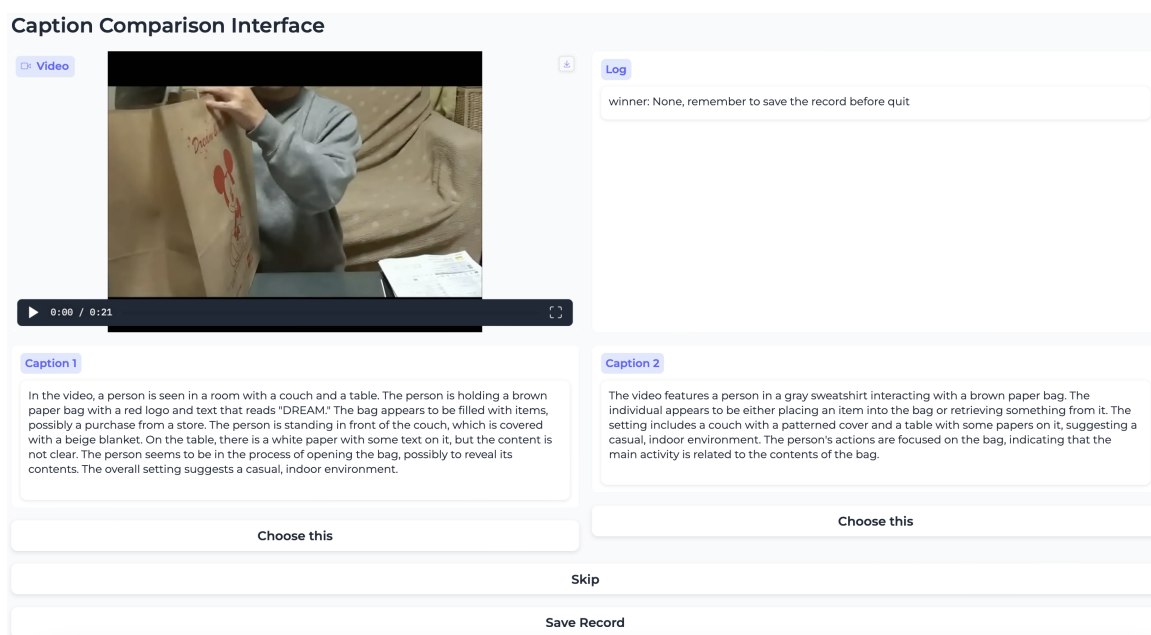 Caption Comparison Interface
Video
Log
winner: None, remember to save the record before quit
Dream
0:00 / 0:21
Caption 1
In the video, a person is seen in a room with a couch and a table. The person is holding a brown
paper bag with a red logo and text that reads "DREAM." The bag appears to be filled with items,
possibly a purchase from a store. The person is standing in front of the couch, which is covered
with a beige blanket. On the table, there is a white paper with some text on it, but the content is
not clear. The person seems to be in the process of opening the bag, possibly to reveal its
contents. The overall setting suggests a casual, indoor environment.
Choose this
Caption 2
The video features a person in a gray sweatshirt interacting with a brown paper bag. The
individual appears to be either placing an item into the bag or retrieving something from it. The
setting includes a couch with a patterned cover and a table with some papers on it, suggesting a
casual, indoor environment. The person's actions are focused on the bag, indicating that the
main activity is related to the contents of the bag.
Choose this
Skip
Save Record